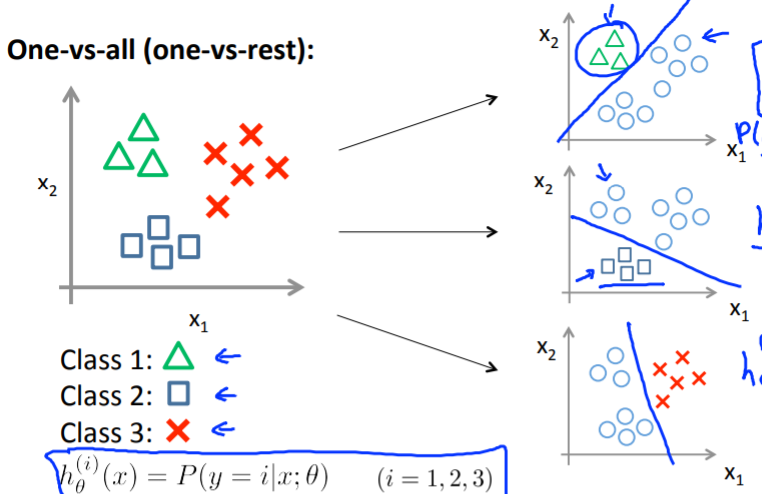 One-vs-all (one-vs-rest):
x₂
x₁
Class 1:
Class 2:
Class 3:
h_θ^{(i)}(x) = P(y = i|x; θ) (i = 1, 2, 3)
x₂
x₁
P(
x₂
x₁
h
x₂
x₁
h